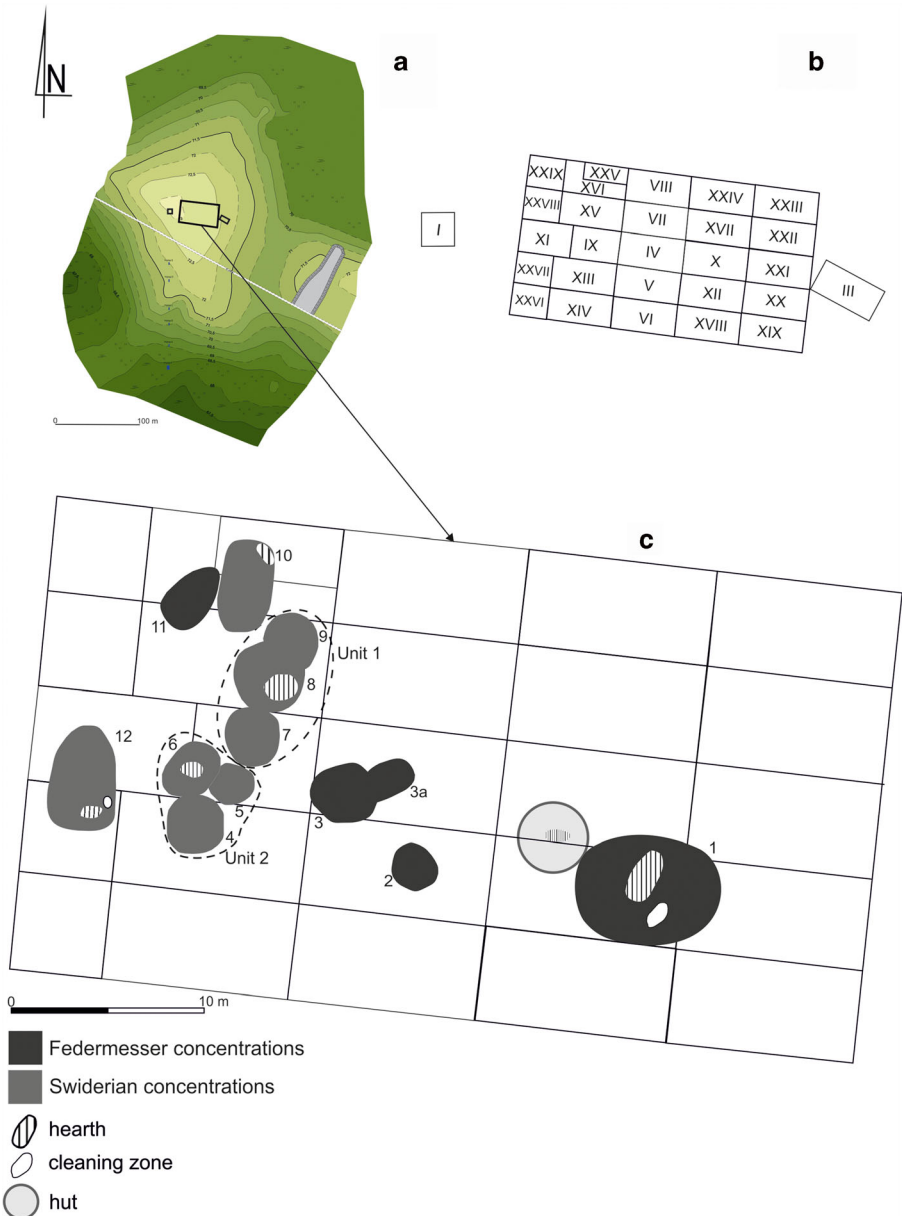 N
a
b
0 100 m
XXIX XXV VIII XXIV XXIII
XVI
XXVIII XV VII XVII XXII
I
XI IX IV X XXI
XXVII XIII V XII XX III
XXVI XIV VI XVIII XIX
c
10
11
9
Unit 1
8
12
6 7
3a
5
3
4
1
Unit 2
2
0 10 m
Federmesser concentrations
Swiderian concentrations
hearth
cleaning zone
hut